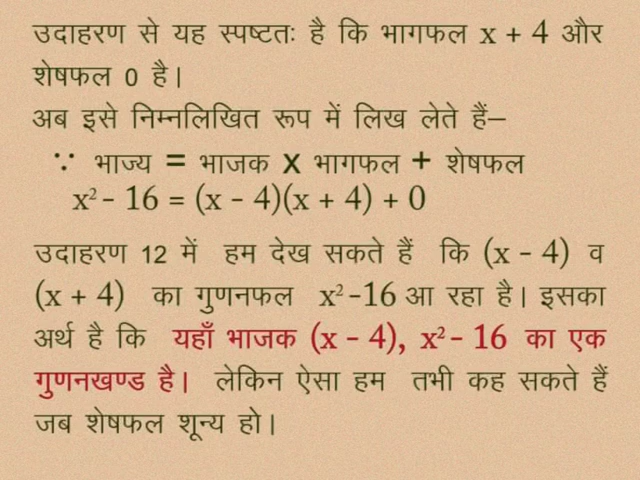 उदाहरण से यह स्पष्टतः है कि भागफल x + 4 और
शेषफल 0 है।
अब इसे निम्नलिखित रूप में लिख लेते हैं–
∵ भाज्य = भाजक x भागफल + शेषफल
x² - 16 = (x - 4)(x + 4) + 0
उदाहरण 12 में हम देख सकते हैं कि (x - 4) व
(x + 4) का गुणनफल x² -16 आ रहा है। इसका
अर्थ है कि यहाँ भाजक (x - 4), x² - 16 का एक
गुणनखण्ड है। लेकिन ऐसा हम तभी कह सकते हैं
जब शेषफल शून्य हो।